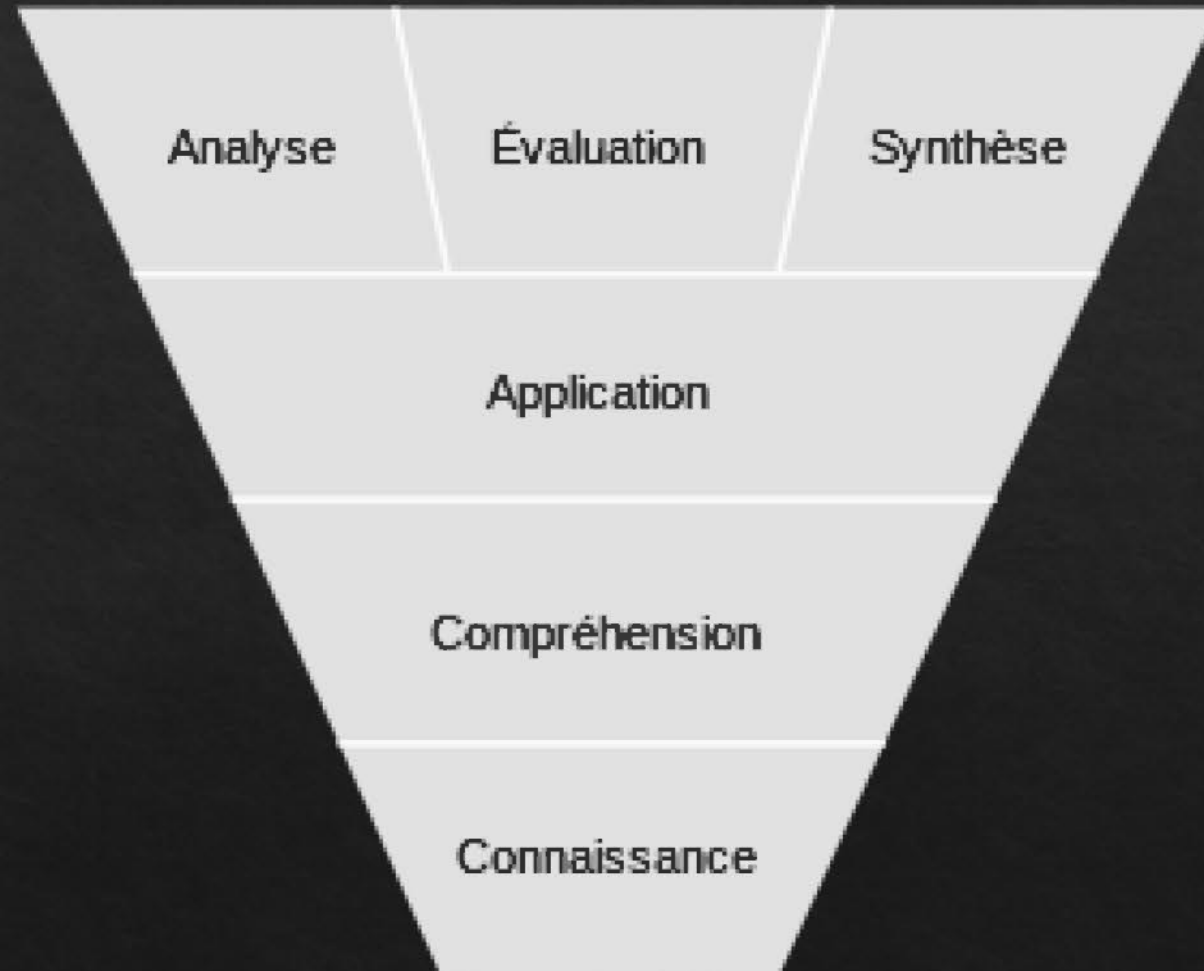 Analyse Évaluation Synthèse
Application
Compréhension
Connaissance